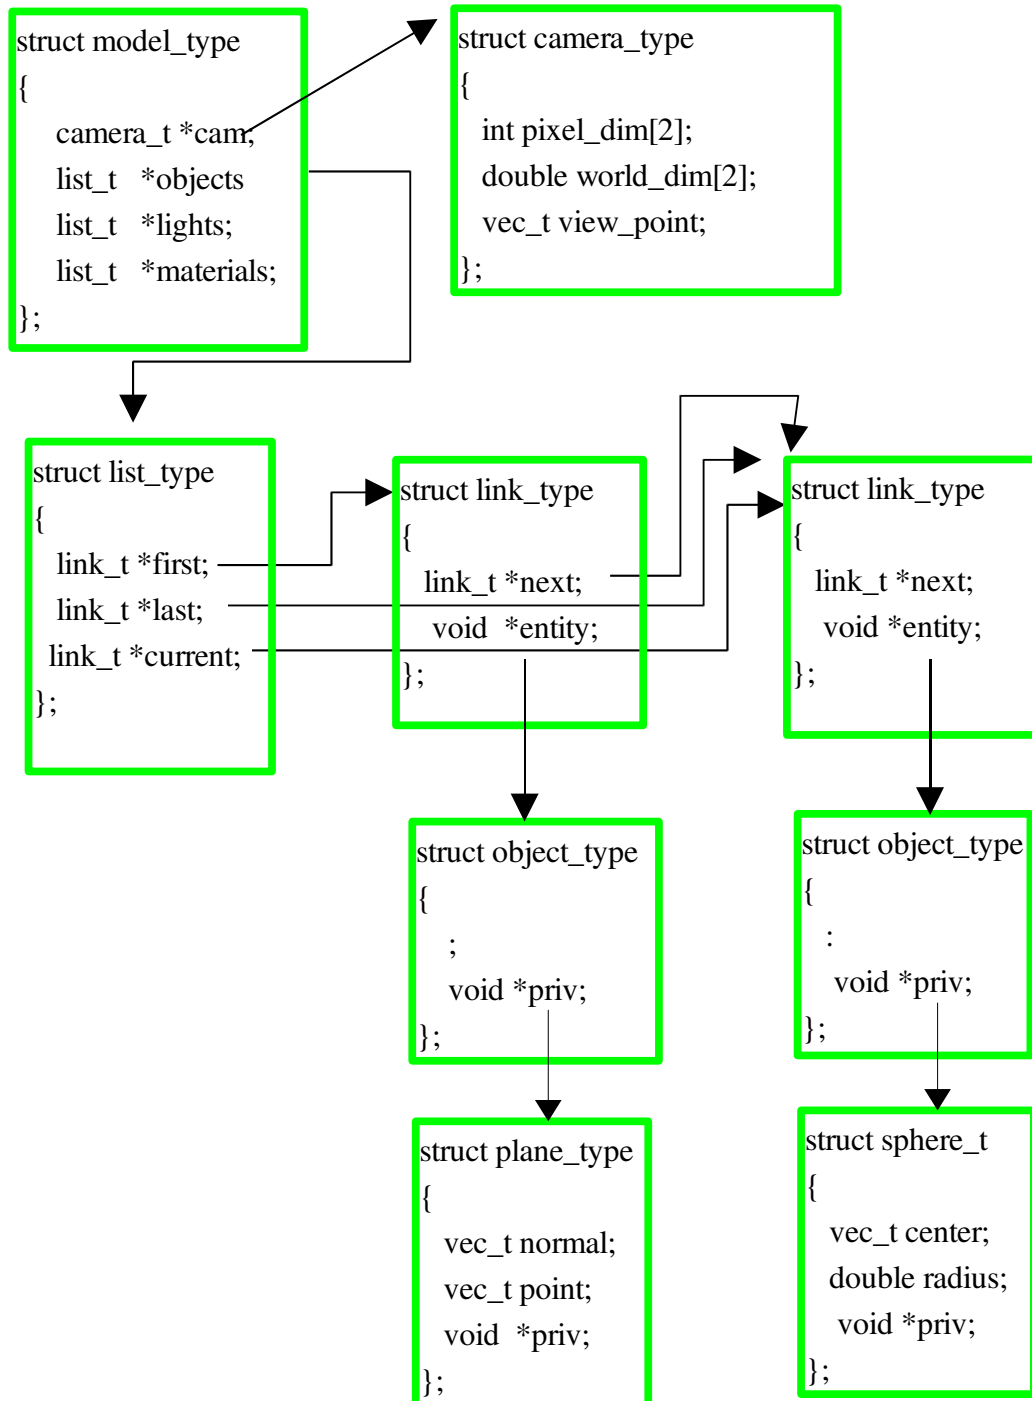 struct model_type
{
camera_t *cam;
list_t *objects
list_t *lights;
list_t *materials;
};
struct camera_type
{
int pixel_dim[2];
double world_dim[2];
vec_t view_point;
};
struct list_type
{
link_t *first;
link_t *last;
link_t *current;
};
struct link_type
{
link_t *next;
void *entity;
};
struct link_type
{
link_t *next;
void *entity;
};
struct object_type
{
;
void *priv;
};
struct object_type
{
:
void *priv;
};
struct plane_type
{
vec_t normal;
vec_t point;
void *priv;
};
struct sphere_t
{
vec_t center;
double radius;
void *priv;
};